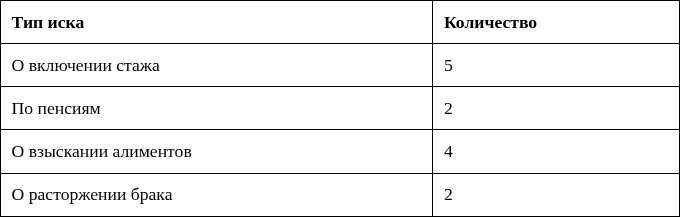 Тип иска Количество
О включении стажа 5
По пенсиям 2
О взыскании алиментов 4
О расторжении брака 2